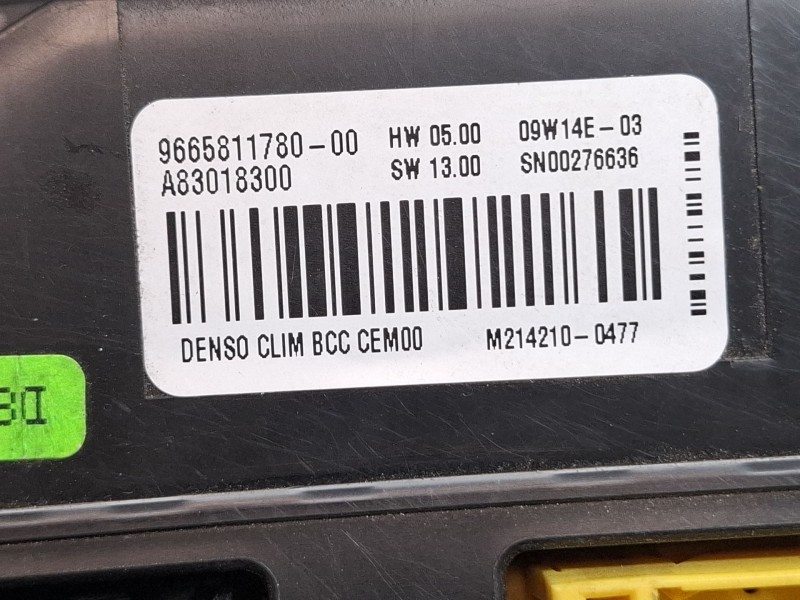 9665811780-00 HW 05.00 09W14E-03
A83018300 SW 13.00 SN00276636
DENSO CLIM BCC CEM00 M214210-0477